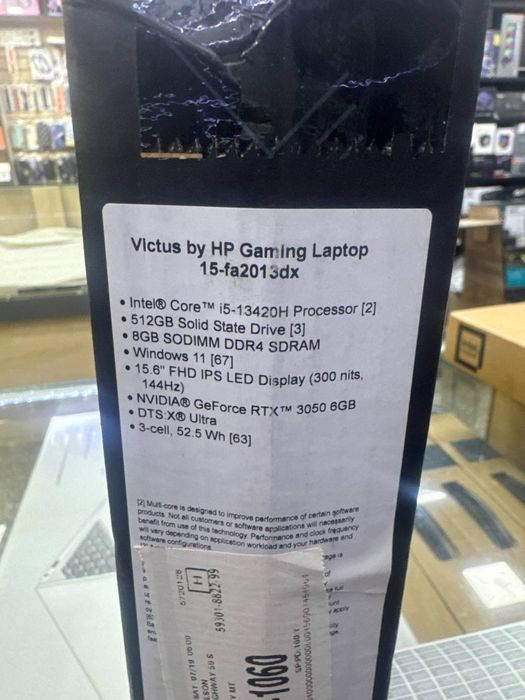 Victus by HP Gaming Laptop
15-fa2013dx
• Intel® Core™ i5-13420H Processor [2]
• 512GB Solid State Drive [3]
• 8GB SODIMM DDR4 SDRAM
• Windows 11 [67]
• 15.6" FHD IPS LED Display (300 nits,
144Hz)
• NVIDIA® GeForce RTX™ 3050 6GB
• DTS:X® Ultra
• 3-cell, 52.5 Wh [63]
[2] Multi-core is designed to improve performance of certain software
products. Not all customers or software applications will necessarily
benefit from use of this technology. Performance and clock frequency
will vary depending on application workload and your hardware and
software configurations.
59301-8822-99
H
1060